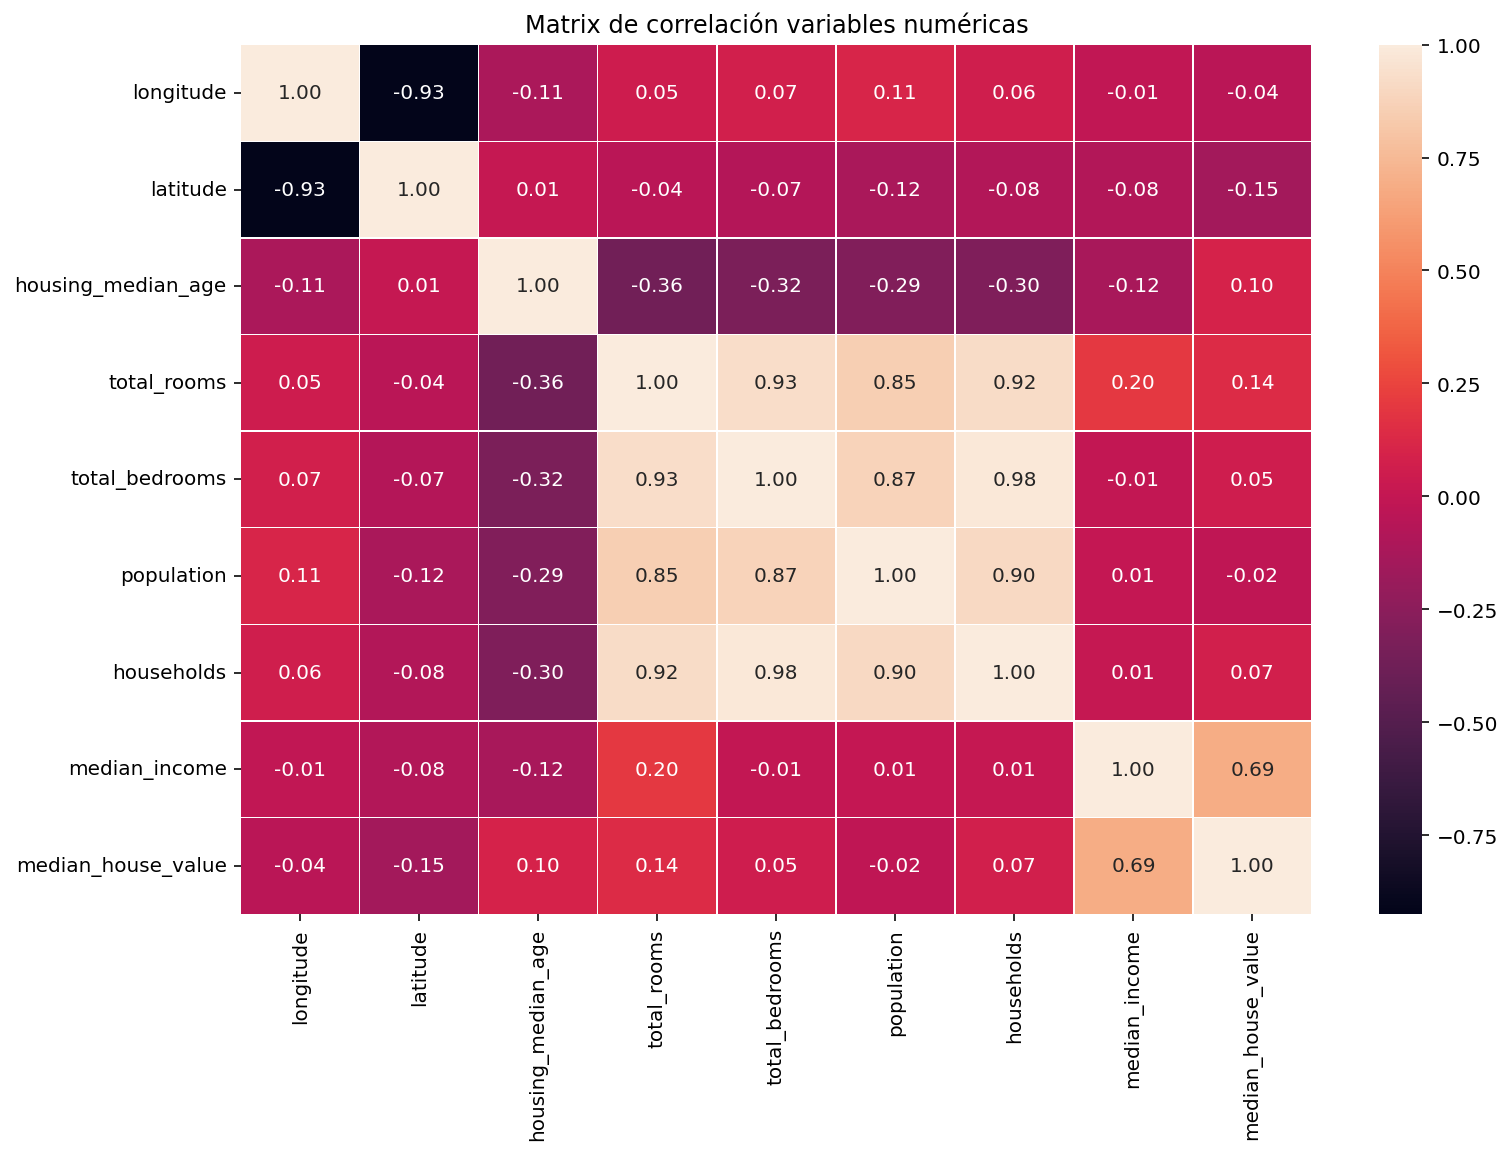 Matrix de correlación variables numéricas
longitude 1.00 -0.93 -0.11 0.05 0.07 0.11 0.06 -0.01 -0.04
latitude -0.93 1.00 0.01 -0.04 -0.07 -0.12 -0.08 -0.08 -0.15
housing_median_age -0.11 0.01 1.00 -0.36 -0.32 -0.29 -0.30 -0.12 0.10
total_rooms 0.05 -0.04 -0.36 1.00 0.93 0.85 0.92 0.20 0.14
total_bedrooms 0.07 -0.07 -0.32 0.93 1.00 0.87 0.98 -0.01 0.05
population 0.11 -0.12 -0.29 0.85 0.87 1.00 0.90 0.01 -0.02
households 0.06 -0.08 -0.30 0.92 0.98 0.90 1.00 0.01 0.07
median_income -0.01 -0.08 -0.12 0.20 -0.01 0.01 0.01 1.00 0.69
median_house_value -0.04 -0.15 0.10 0.14 0.05 -0.02 0.07 0.69 1.00
longitude
latitude
housing_median_age
total_rooms
total_bedrooms
population
households
median_income
median_house_value
1.00
0.75
0.50
0.25
0.00
−0.25
−0.50
−0.75